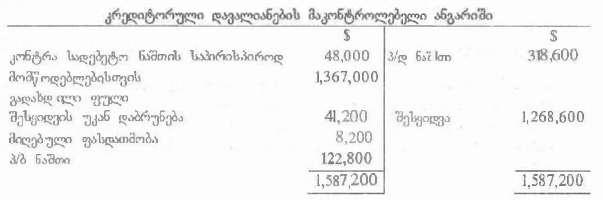 კრედიტორული დავალიანების მაკონტროლებელი ანგარიში
$ $
კონტრა სადებეტო ნაშთის საპირისპიროდ 48,000 პ/დ ნაშთი 318,600
მომწოდებლებისთვის 1,367,000
გადახდილი ფული
შესყიდვის უკან დაბრუნება 41,200 შესყიდვა 1,268,600
მიღებული ფასდათმობა 8,200
პ/ბ ნაშთი 122,800
1,587,200 1,587,200